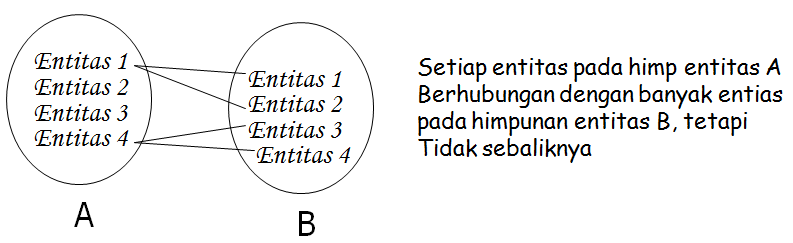 Entitas 1
Entitas 2
Entitas 3
Entitas 4
A
Entitas 1
Entitas 2
Entitas 3
Entitas 4
B
Setiap entitas pada himp entitas A
Berhubungan dengan banyak entias
pada himpunan entitas B, tetapi
Tidak sebaliknya